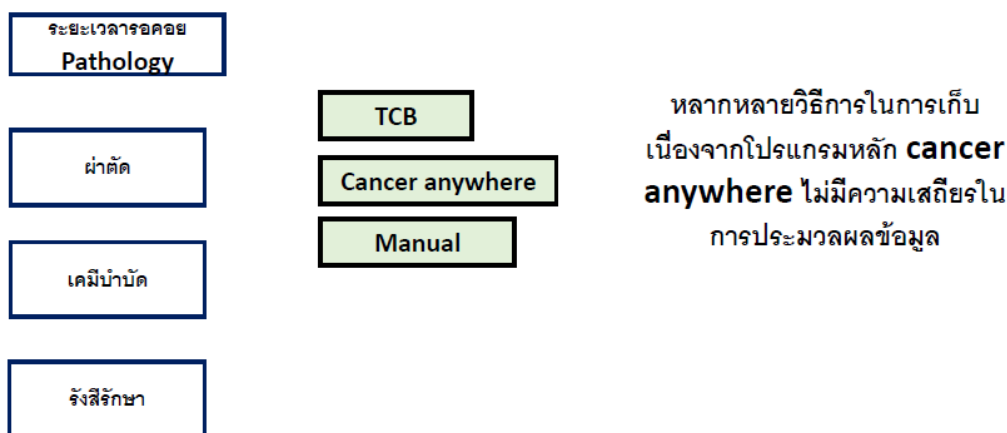 ระยะเวลารอคอย
Pathology
ผ่าตัด
เคมีบำบัด
รังสีรักษา
TCB
Cancer anywhere
Manual
หลากหลายวิธีการในการเก็บ
เนื่องจากโปรแกรมหลัก cancer
anywhere ไม่มีความเสถียรใน
การประมวลผลข้อมูล